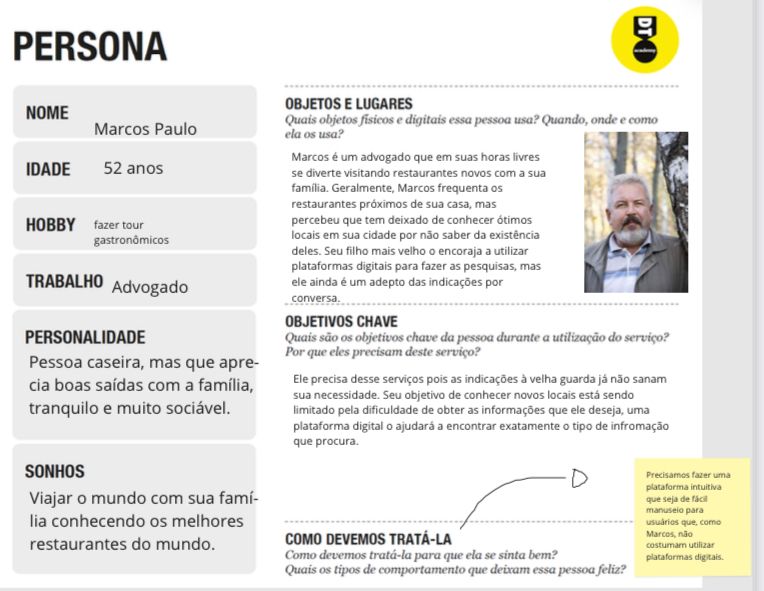 PERSONA
DT
academy
NOME
Marcos Paulo
IDADE
52 anos
HOBBY
fazer tour
gastronômicos
TRABALHO
Advogado
PERSONALIDADE
Pessoa caseira, mas que apre-
cia boas saídas com a família,
tranquilo e muito sociável.
SONHOS
Viajar o mundo com sua famí-
lia conhecendo os melhores
restaurantes do mundo.
OBJETOS E LUGARES
Quais objetos físicos e digitais essa pessoa usa? Quando, onde e como
ela os usa?
Marcos é um advogado que em suas horas livres
se diverte visitando restaurantes novos com a sua
família. Geralmente, Marcos frequenta os
restaurantes próximos de sua casa, mas
percebeu que tem deixado de conhecer ótimos
locais em sua cidade por não saber da existência
deles. Seu filho mais velho o encoraja a utilizar
plataformas digitais para fazer as pesquisas, mas
ele ainda é um adepto das indicações por
conversa.
OBJETIVOS CHAVE
Quais são os objetivos chave da pessoa durante a utilização do serviço?
Por que eles precisam deste serviço?
Ele precisa desse serviços pois as indicações à velha guarda já não sanam
sua necessidade. Seu objetivo de conhecer novos locais está sendo
limitado pela dificuldade de obter as informações que ele deseja, uma
plataforma digital o ajudará a encontrar exatamente o tipo de infromação
que procura.
COMO DEVEMOS TRATÁ-LA
Como devemos tratá-la para que ela se sinta bem?
Quais os tipos de comportamento que deixam essa pessoa feliz?
Precisamos fazer uma
plataforma intuitiva
que seja de fácil
manuseio para
usuários que, como
Marcos, não
costumam utilizar
plataformas digitais.